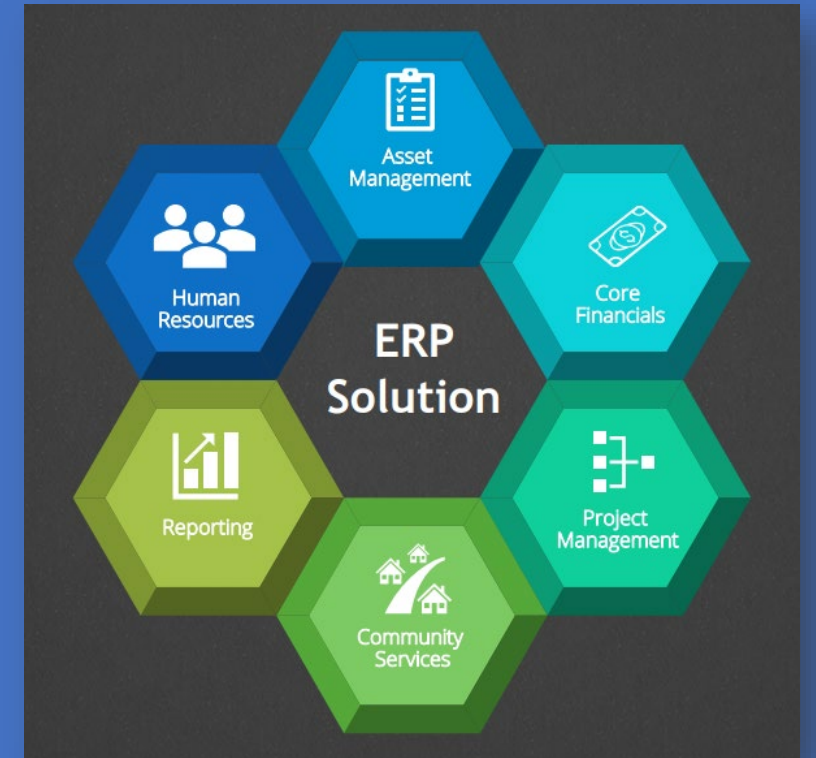 Asset
Management
Human
Resources
Core
Financials
ERP
Solution
Reporting
Project
Management
Community
Services